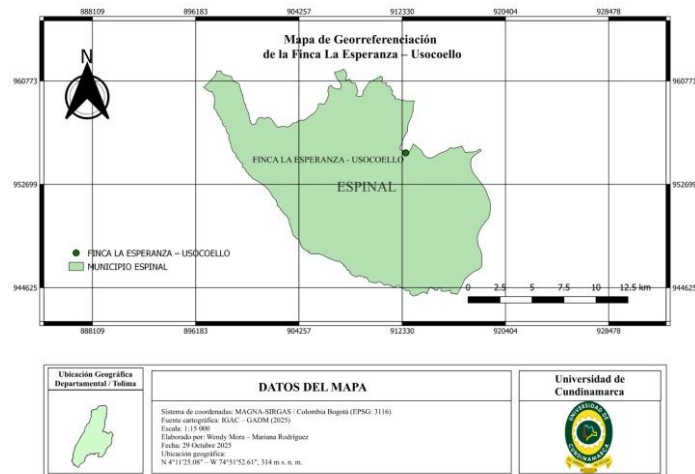 888109 896183 904257 912330 920404 928478
Mapa de Georreferenciación
de la Finca La Esperanza – Usocoello
N
960773 960773
FINCA LA ESPERANZA - USOCOELLO
952699 952699
ESPINAL
FINCA LA ESPERANZA – USOCOELLO
MUNICIPIO ESPINAL
944625 944625
0 2.5 5 7.5 10 12.5 km
888109 896183 904257 912330 920404 928478
Ubicación Geográfica
Departamental / Tolima
DATOS DEL MAPA
Sistema de coordenadas: MAGNA-SIRGAS / Colombia Bogotá (EPSG: 3116)
Fuente cartográfica: IGAC – GADM (2025)
Escala: 1:15 000
Elaborado por: Wendy Mora – Mariana Rodríguez
Fecha: 29 Octubre 2025
Ubicación geográfica:
N 4°11'25.08" – W 74°51'52.61", 314 m s. n. m.
Universidad de
Cundinamarca
UNIVERSIDAD DE
CUNDINAMARCA